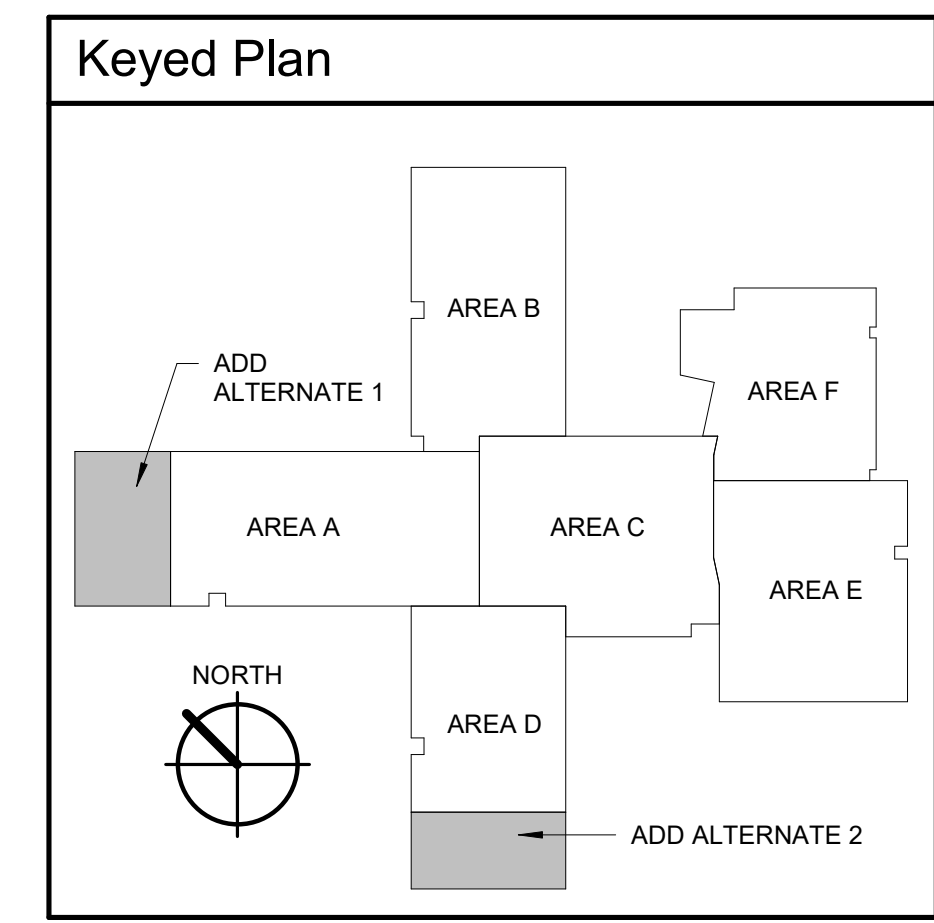 Keyed Plan
AREA B
ADD
ALTERNATE 1
AREA F
AREA A
AREA C
AREA E
NORTH
AREA D
ADD ALTERNATE 2